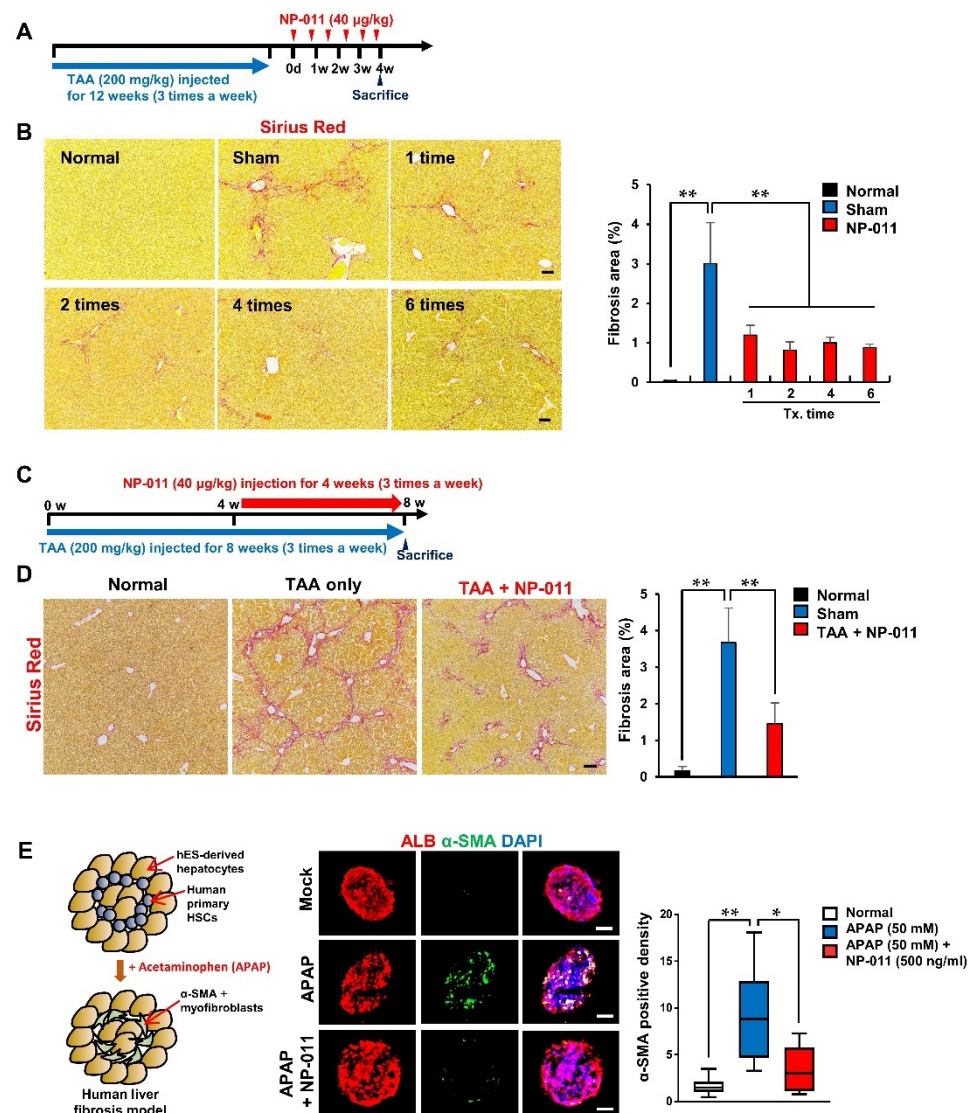 A
NP-011 (40 µg/kg)
0d 1w 2w 3w 4w
TAA (200 mg/kg) injected
for 12 weeks (3 times a week)
Sacrifice
B
Sirius Red
Normal
Sham
1 time
2 times
4 times
6 times
Fibrosis area (%)
5
4
3
2
1
0
** **
Normal
Sham
NP-011
1 2 4 6
Tx. time
C
NP-011 (40 µg/kg) injection for 4 weeks (3 times a week)
0 w 4 w 8 w
TAA (200 mg/kg) injected for 8 weeks (3 times a week)
Sacrifice
D
Normal
TAA only
TAA + NP-011
Sirius Red
Fibrosis area (%)
5
4
3
2
1
0
** **
Normal
Sham
TAA + NP-011
E
hES-derived
hepatocytes
Human
primary
HSCs
+ Acetaminophen (APAP)
α-SMA +
myofibroblasts
Human liver
fibrosis model
ALB α-SMA DAPI
Mock
APAP
APAP
+ NP-011
α-SMA positive density
20
15
10
5
0
** *
Normal
APAP (50 mM)
APAP (50 mM) +
NP-011 (500 ng/ml)